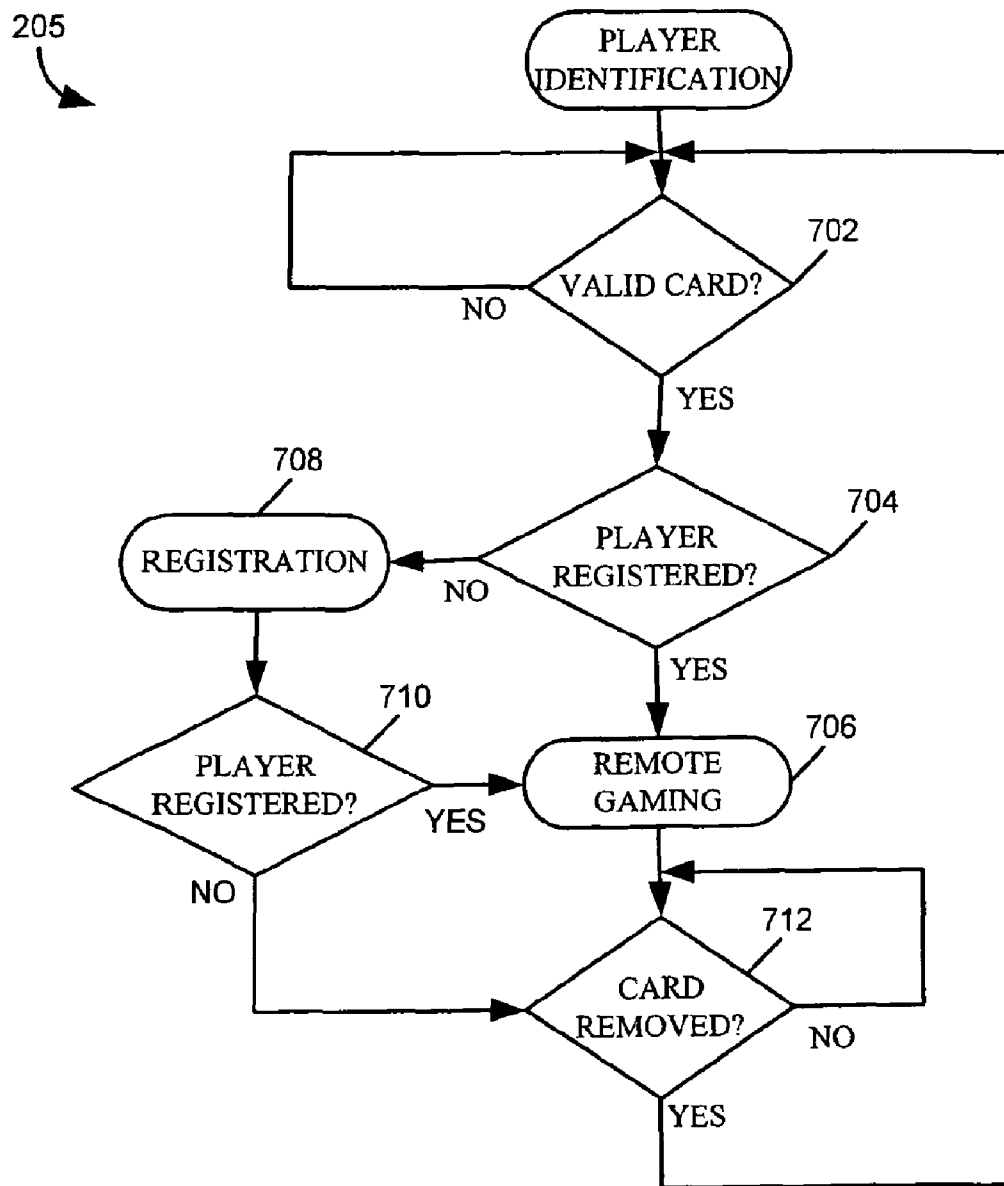 205
PLAYER
IDENTIFICATION
702
VALID CARD?
NO
YES
708
704
REGISTRATION
PLAYER
REGISTERED?
NO
YES
710
706
PLAYER
REGISTERED?
YES
REMOTE
GAMING
NO
712
CARD
REMOVED?
NO
YES